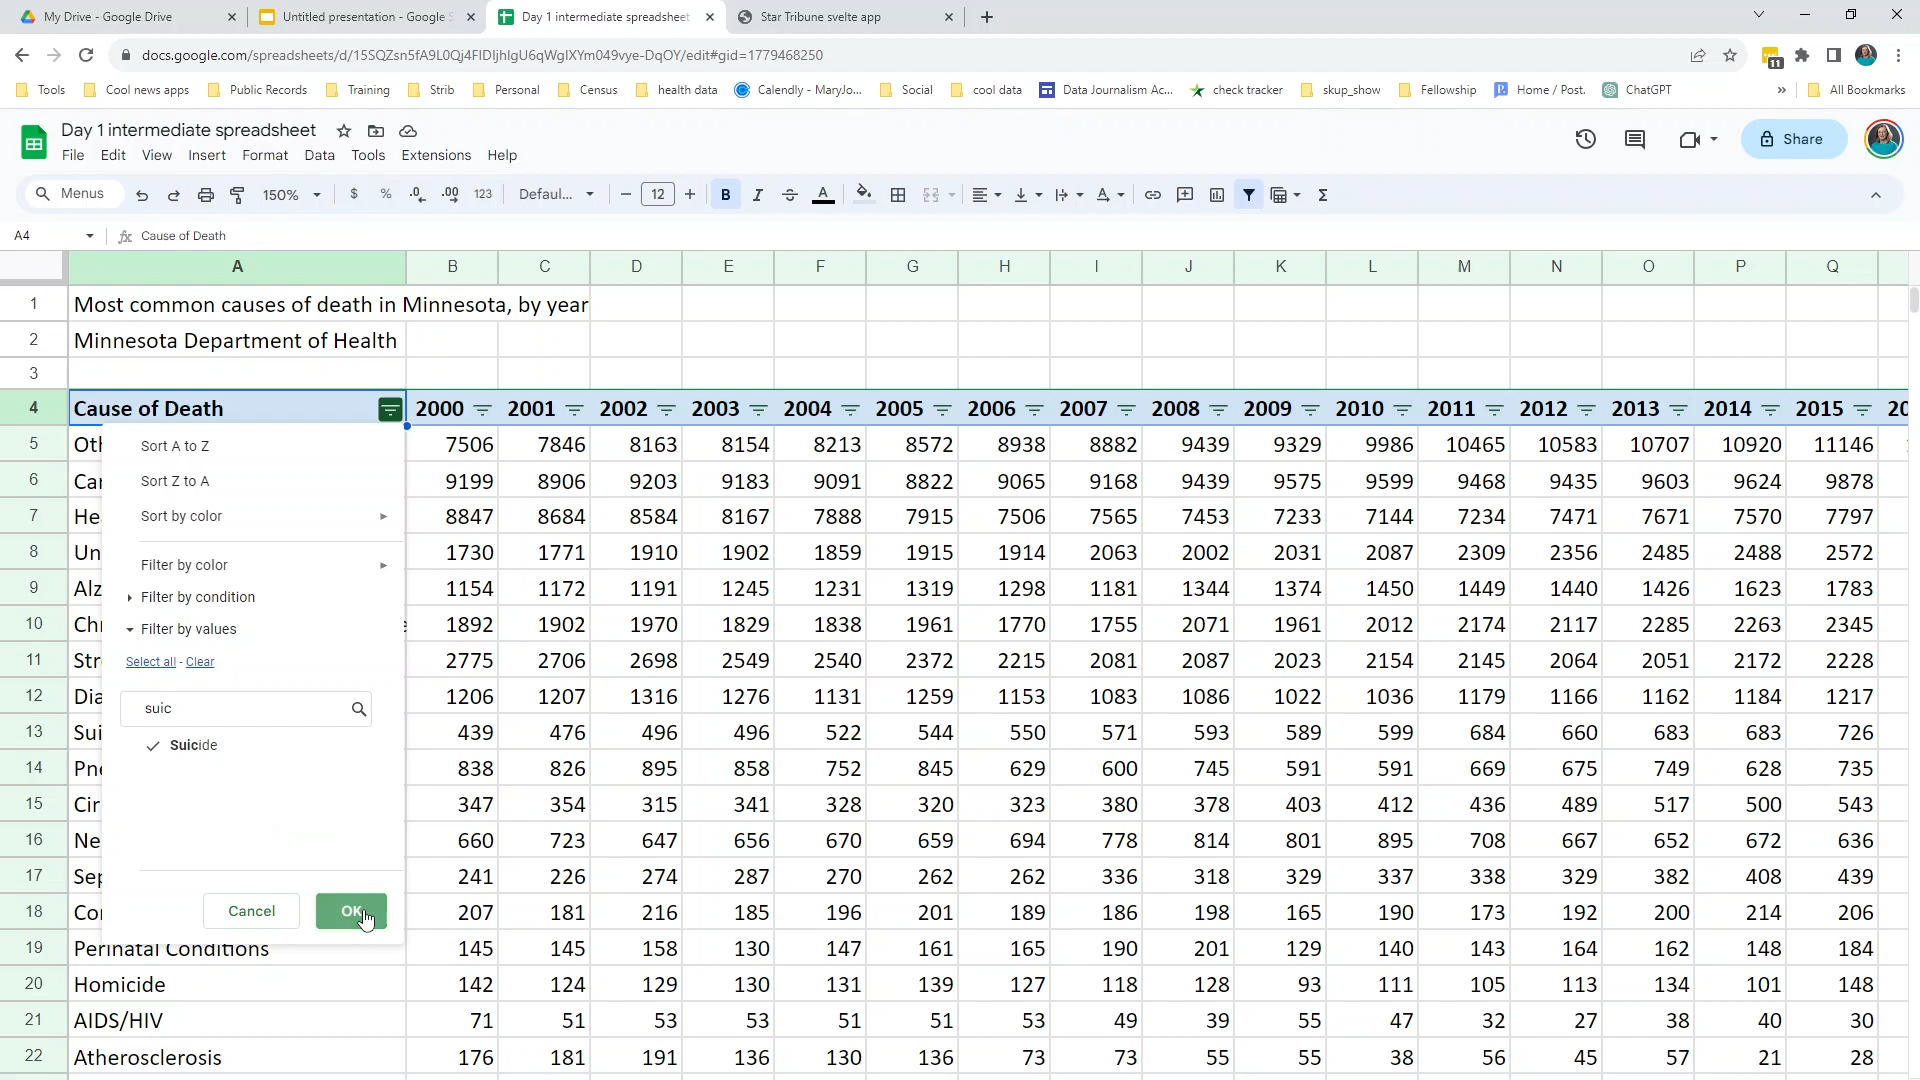 My Drive - Google Drive
Untitled presentation - Google S
Day 1 intermediate spreadsheet
Star Tribune svelte app
docs.google.com/spreadsheets/d/15SQZsn5fA9L0Qj4FIDIjhlgU6qWgIXYm049vye-DqOY/edit#gid=1779468250
11
Tools Cool news apps Public Records Training Strib Personal Census health data Calendly - MaryJo... Social cool data Data Journalism Ac... check tracker skup_show Fellowship Home / Post. ChatGPT » All Bookmarks
Day 1 intermediate spreadsheet
Share
File Edit View Insert Format Data Tools Extensions Help
Menus 150% $ % .0 .00 123 Defaul... − 12 + B I S A Σ
A4 fx Cause of Death
A B C D E F G H I J K L M N O P Q
1 Most common causes of death in Minnesota, by year
2 Minnesota Department of Health
3
4 Cause of Death 2000 2001 2002 2003 2004 2005 2006 2007 2008 2009 2010 2011 2012 2013 2014 2015 20
5 Oth 7506 7846 8163 8154 8213 8572 8938 8882 9439 9329 9986 10465 10583 10707 10920 11146
6 Car 9199 8906 9203 9183 9091 8822 9065 9168 9439 9575 9599 9468 9435 9603 9624 9878
7 He 8847 8684 8584 8167 7888 7915 7506 7565 7453 7233 7144 7234 7471 7671 7570 7797
8 Un 1730 1771 1910 1902 1859 1915 1914 2063 2002 2031 2087 2309 2356 2485 2488 2572
9 Alz 1154 1172 1191 1245 1231 1319 1298 1181 1344 1374 1450 1449 1440 1426 1623 1783
10 Chr e 1892 1902 1970 1829 1838 1961 1770 1755 2071 1961 2012 2174 2117 2285 2263 2345
11 Str 2775 2706 2698 2549 2540 2372 2215 2081 2087 2023 2154 2145 2064 2051 2172 2228
12 Dia 1206 1207 1316 1276 1131 1259 1153 1083 1086 1022 1036 1179 1166 1162 1184 1217
13 Sui 439 476 496 496 522 544 550 571 593 589 599 684 660 683 683 726
14 Pne 838 826 895 858 752 845 629 600 745 591 591 669 675 749 628 735
15 Cir 347 354 315 341 328 320 323 380 378 403 412 436 489 517 500 543
16 Ne 660 723 647 656 670 659 694 778 814 801 895 708 667 652 672 636
17 Sep 241 226 274 287 270 262 262 336 318 329 337 338 329 382 408 439
18 Cor 207 181 216 185 196 201 189 186 198 165 190 173 192 200 214 206
19 Perinatal Conditions 145 145 158 130 147 161 165 190 201 129 140 143 164 162 148 184
20 Homicide 142 124 129 130 131 139 127 118 128 93 111 105 113 134 101 148
21 AIDS/HIV 71 51 53 53 51 51 53 49 39 55 47 32 27 38 40 30
22 Atherosclerosis 176 181 191 136 130 136 73 73 55 55 38 56 45 57 21 28
Sort A to Z
Sort Z to A
Sort by color
Filter by color
Filter by condition
Filter by values
Select all - Clear
suic
Suicide
Cancel OK